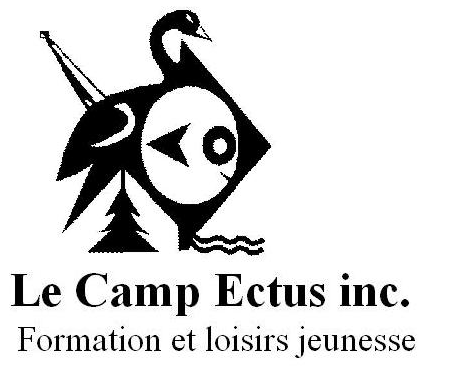 Le Camp Ectus inc.
Formation et loisirs jeunesse